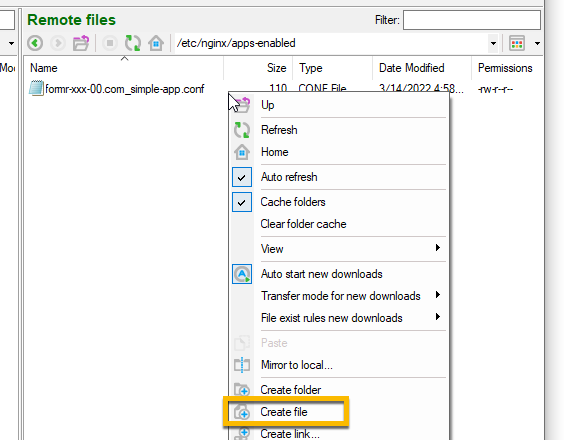 Remote files
Filter:
/etc/nginx/apps-enabled
Mo
Name Size Type Date Modified Permissions
formr-xxx-00.com_simple-app.conf 110 CONF File 3/14/2022 4:58... -rw-r--r--
Up
Refresh
Home
Auto refresh
Cache folders
Clear folder cache
View
Auto start new downloads
Transfer mode for new downloads
File exist rules new downloads
Paste
Mirror to local...
Create folder
Create file
Create link...